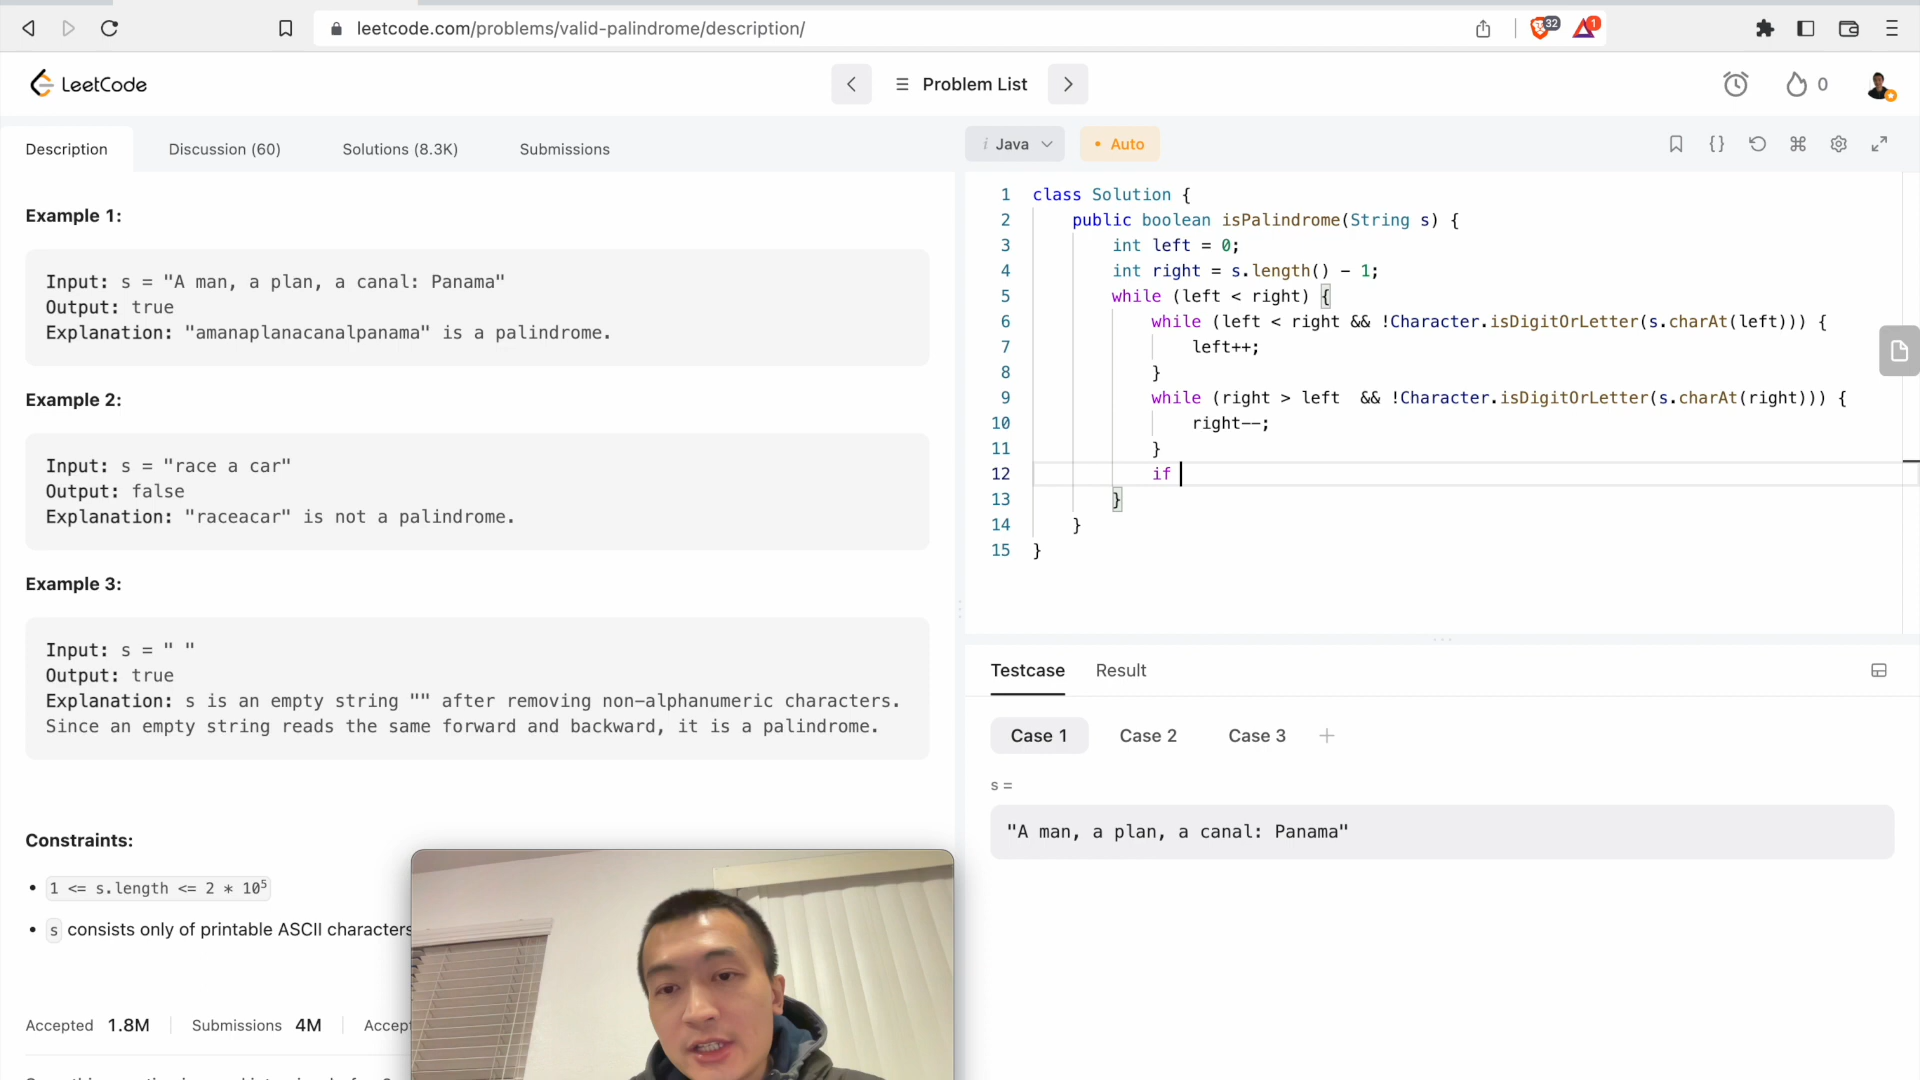 leetcode.com/problems/valid-palindrome/description/
32
1
LeetCode
Problem List
0
Description
Discussion (60)
Solutions (8.3K)
Submissions
Example 1:
Input: s = "A man, a plan, a canal: Panama"
Output: true
Explanation: "amanaplanacanalpanama" is a palindrome.
Example 2:
Input: s = "race a car"
Output: false
Explanation: "raceacar" is not a palindrome.
Example 3:
Input: s = " "
Output: true
Explanation: s is an empty string "" after removing non-alphanumeric characters.
Since an empty string reads the same forward and backward, it is a palindrome.
Constraints:
• 1 <= s.length <= 2 * 10⁵
• s consists only of printable ASCII characters
Accepted 1.8M
Submissions 4M
Accept
i Java
• Auto
1 class Solution {
2 public boolean isPalindrome(String s) {
3 int left = 0;
4 int right = s.length() - 1;
5 while (left < right) {
6 while (left < right && !Character.isDigitOrLetter(s.charAt(left))) {
7 left++;
8 }
9 while (right > left  && !Character.isDigitOrLetter(s.charAt(right))) {
10 right--;
11 }
12 if
13 }
14 }
15 }
Testcase
Result
Case 1
Case 2
Case 3
s =
"A man, a plan, a canal: Panama"